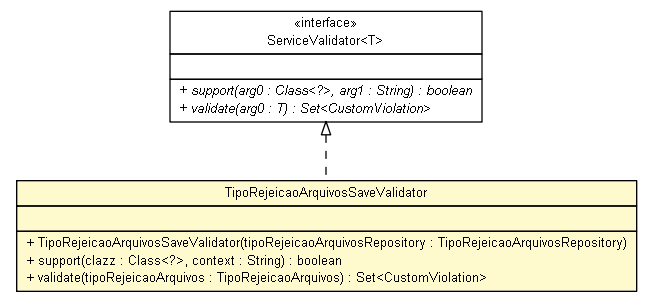 «interface»
ServiceValidator<T>
+ support(arg0 : Class<?>, arg1 : String) : boolean
+ validate(arg0 : T) : Set<CustomViolation>
TipoRejeicaoArquivosSaveValidator
+ TipoRejeicaoArquivosSaveValidator(tipoRejeicaoArquivosRepository : TipoRejeicaoArquivosRepository)
+ support(clazz : Class<?>, context : String) : boolean
+ validate(tipoRejeicaoArquivos : TipoRejeicaoArquivos) : Set<CustomViolation>